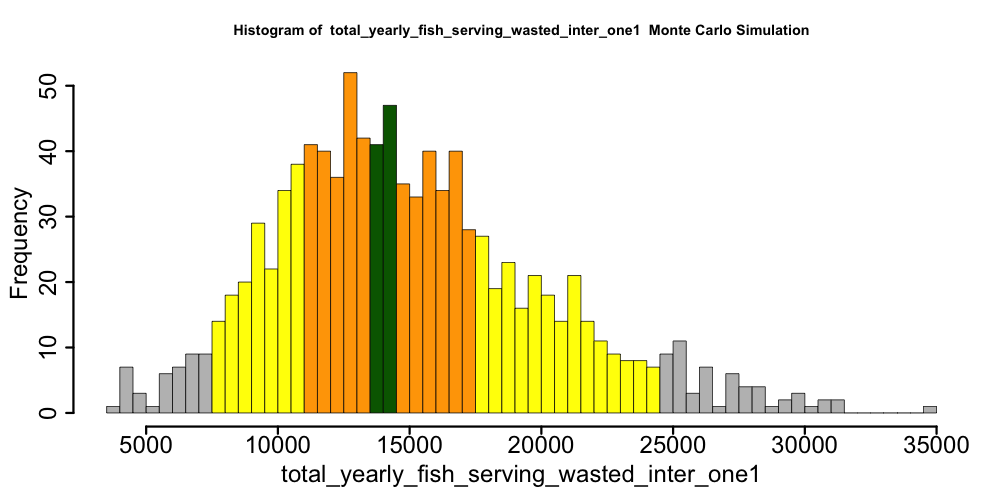 Histogram of total_yearly_fish_serving_wasted_inter_one1 Monte Carlo Simulation
Frequency
50
40
30
20
10
0
5000 10000 15000 20000 25000 30000 35000
total_yearly_fish_serving_wasted_inter_one1